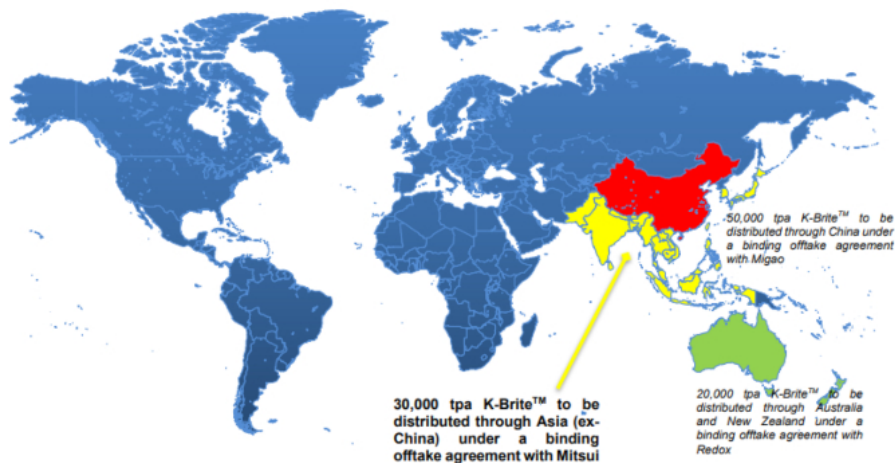 50,000 tpa K-Brite™ to be
distributed through China under
a binding offtake agreement
with Migao
30,000 tpa K-Brite™ to be
distributed through Asia (ex-
China) under a binding
offtake agreement with Mitsui
20,000 tpa K-Brite™ to be
distributed through Australia
and New Zealand under a
binding offtake agreement with
Redox